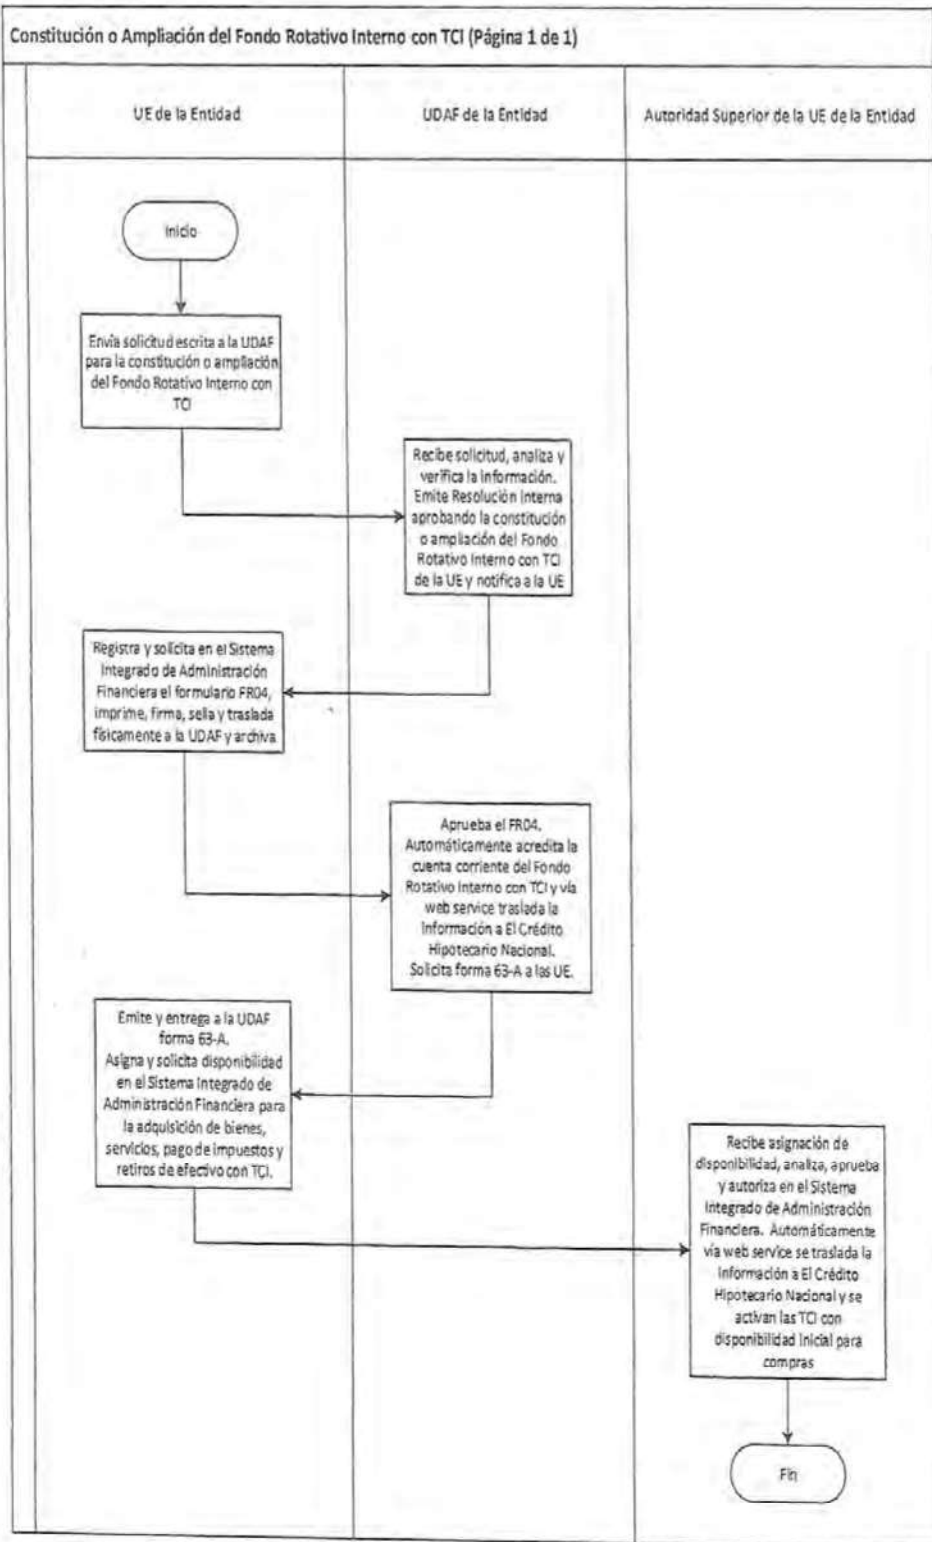 Constitución o Ampliación del Fondo Rotativo Interno con TCI (Página 1 de 1)
UE de la Entidad
UDAF de la Entidad
Autoridad Superior de la UE de la Entidad
Inicio
Envía solicitud escrita a la UDAF
para la constitución o ampliación
del Fondo Rotativo Interno con
TCI
Recibe solicitud, analiza y
verifica la información.
Emite Resolución Interna
aprobando la constitución
o ampliación del Fondo
Rotativo Interno con TCI
de la UE y notifica a la UE
Registra y solicita en el Sistema
Integrado de Administración
Financiera el formulario FR04,
imprime, firma, sella y traslada
físicamente a la UDAF y archiva
Aprueba el FR04.
Automáticamente acredita la
cuenta corriente del Fondo
Rotativo Interno con TCI y vía
web service traslada la
información a El Crédito
Hipotecario Nacional.
Solicita forma 63-A a las UE.
Emite y entrega a la UDAF
forma 63-A.
Asigna y solicita disponibilidad
en el Sistema Integrado de
Administración Financiera para
la adquisición de bienes,
servicios, pago de impuestos y
retiros de efectivo con TCI.
Recibe asignación de
disponibilidad, analiza, aprueba
y autoriza en el Sistema
Integrado de Administración
Financiera. Automáticamente
vía web service se traslada la
información a El Crédito
Hipotecario Nacional y se
activan las TCI con
disponibilidad inicial para
compras
Fin